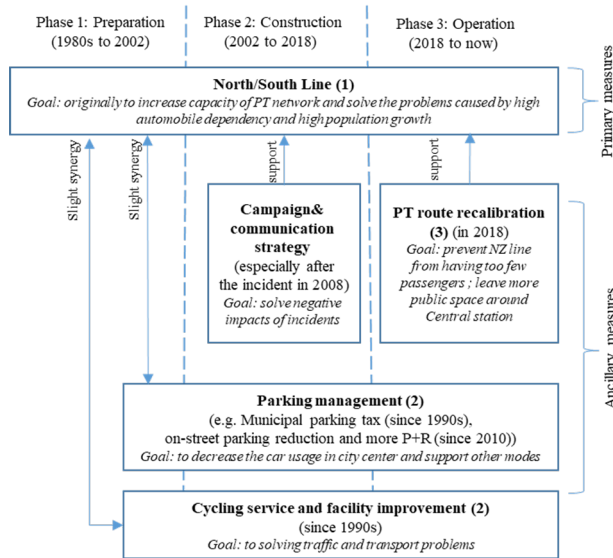 Phase 1: Preparation
(1980s to 2002)
Phase 2: Construction
(2002 to 2018)
Phase 3: Operation
(2018 to now)
North/South Line (1)
Goal: originally to increase capacity of PT network and solve the problems caused by high
automobile dependency and high population growth
Primary measures
Slight synergy
Slight synergy
support
support
Campaign&
communication
strategy
(especially after
the incident in 2008)
Goal: solve negative
impacts of incidents
PT route recalibration
(3) (in 2018)
Goal: prevent NZ line
from having too few
passengers ; leave more
public space around
Central station
Ancillary measures
Parking management (2)
(e.g. Municipal parking tax (since 1990s),
on-street parking reduction and more P+R (since 2010))
Goal: to decrease the car usage in city center and support other modes
Cycling service and facility improvement (2)
(since 1990s)
Goal: to solving traffic and transport problems